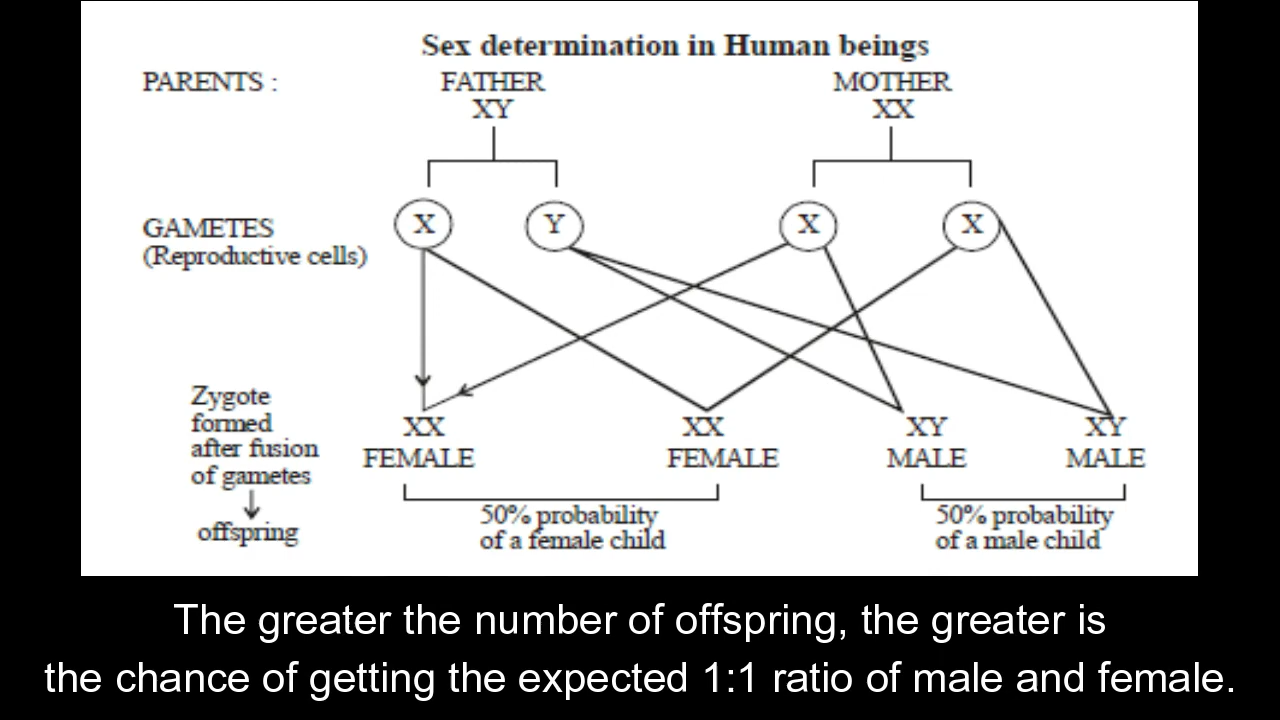 Sex determination in Human beings
PARENTS : FATHER MOTHER
XY XX
GAMETES X Y X X
(Reproductive cells)
Zygote
formed
after fusion
of gametes
offspring
XX XX XY XY
FEMALE FEMALE MALE MALE
50% probability
of a female child
50% probability
of a male child
The greater the number of offspring, the greater is
the chance of getting the expected 1:1 ratio of male and female.